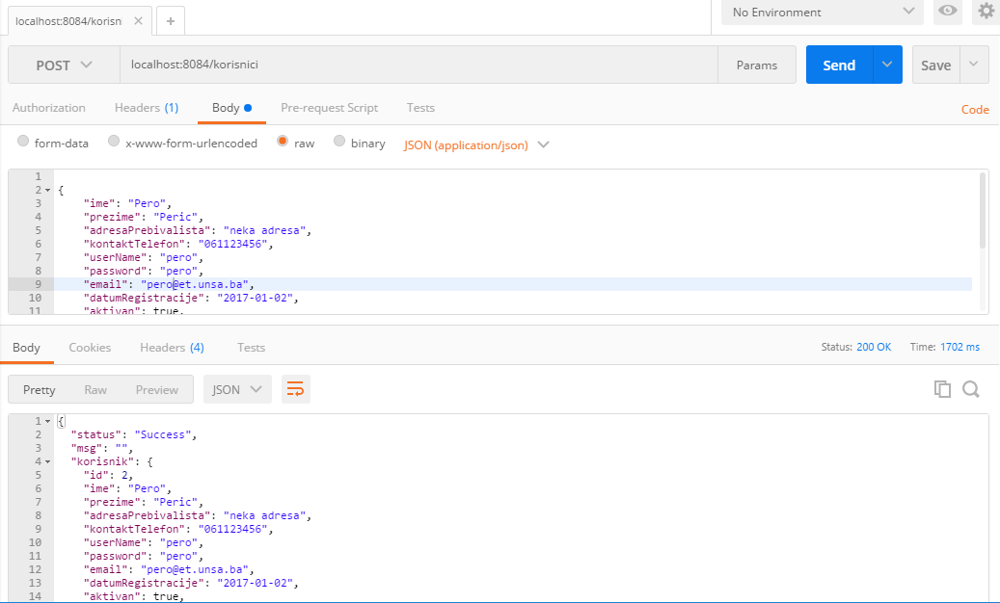 localhost:8084/korisn × +
No Environment
POST localhost:8084/korisnici Params Send Save
Authorization Headers (1) Body Pre-request Script Tests Code
form-data x-www-form-urlencoded raw binary JSON (application/json)
1
2 {
3 "ime": "Pero",
4 "prezime": "Peric",
5 "adresaPrebivalista": "neka adresa",
6 "kontaktTelefon": "061123456",
7 "userName": "pero",
8 "password": "pero",
9 "email": "pero@et.unsa.ba",
10 "datumRegistracije": "2017-01-02",
11 "aktivan": true,
Body Cookies Headers (4) Tests Status: 200 OK Time: 1702 ms
Pretty Raw Preview JSON
1 {
2 "status": "Success",
3 "msg": "",
4 "korisnik": {
5 "id": 2,
6 "ime": "Pero",
7 "prezime": "Peric",
8 "adresaPrebivalista": "neka adresa",
9 "kontaktTelefon": "061123456",
10 "userName": "pero",
11 "password": "pero",
12 "email": "pero@et.unsa.ba",
13 "datumRegistracije": "2017-01-02",
14 "aktivan": true,